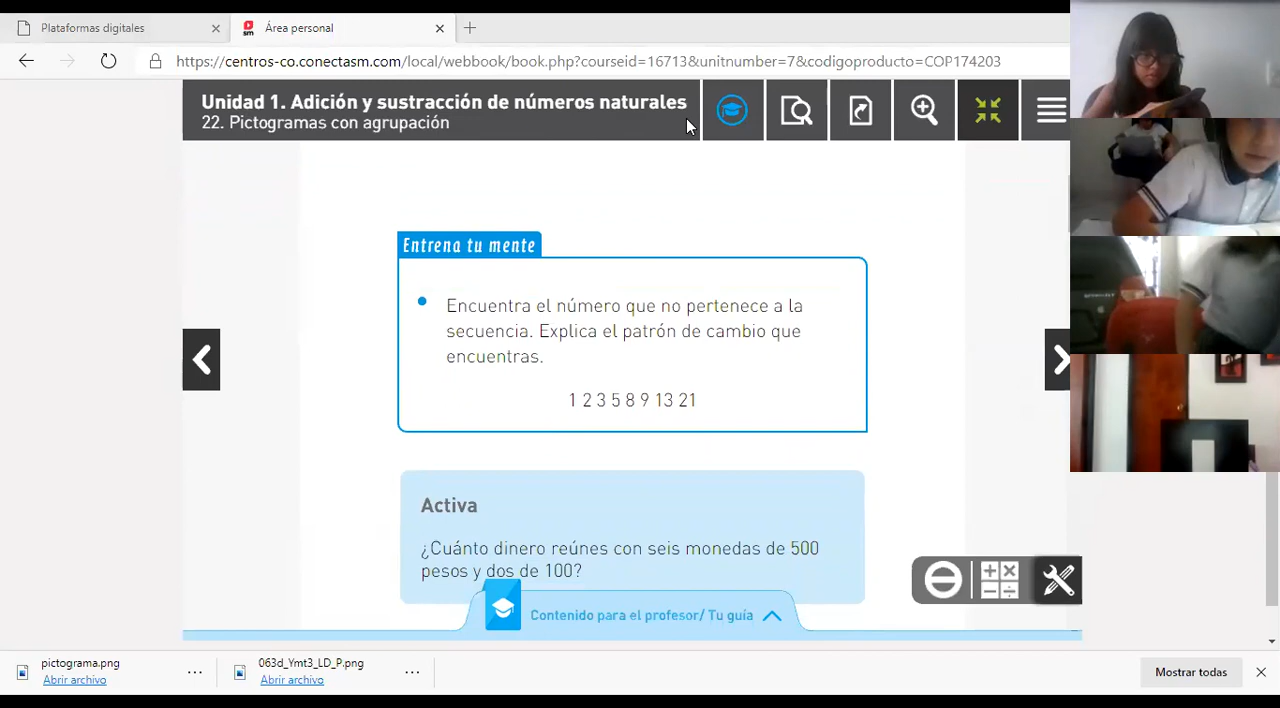 Plataformas digitales
sm
Área personal
https://centros-co.conectasm.com/local/webbook/book.php?courseid=16713&unitnumber=7&codigoproducto=COP174203
Unidad 1. Adición y sustracción de números naturales
22. Pictogramas con agrupación
Entrena tu mente
Encuentra el número que no pertenece a la
secuencia. Explica el patrón de cambio que
encuentras.
1 2 3 5 8 9 13 21
Activa
¿Cuánto dinero reúnes con seis monedas de 500
pesos y dos de 100?
Contenido para el profesor/ Tu guía
pictograma.png
Abrir archivo
063d_Ymt3_LD_P.png
Abrir archivo
Mostrar todas